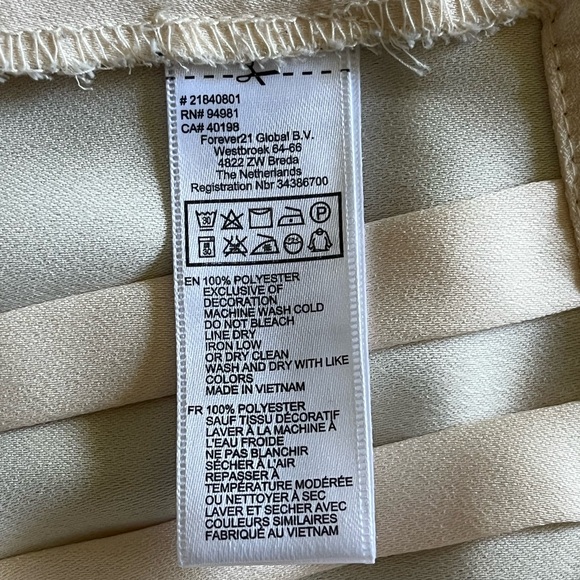 # 21840801
RN# 94981
CA# 40198
Forever21 Global B.V.
Westbroek 64-66
4822 ZW Breda
The Netherlands
Registration Nbr 34386700
30
P
30
EN 100% POLYESTER
EXCLUSIVE OF
DECORATION
MACHINE WASH COLD
DO NOT BLEACH
LINE DRY
IRON LOW
OR DRY CLEAN
WASH AND DRY WITH LIKE
COLORS
MADE IN VIETNAM
FR 100% POLYESTER
SAUF TISSU DÉCORATIF
LAVER À LA MACHINE À
L'EAU FROIDE
NE PAS BLANCHIR
SÉCHER À L'AIR
REPASSER À
TEMPÉRATURE MODÉRÉE
OU NETTOYER À SEC
LAVER ET SECHER AVEC
COULEURS SIMILAIRES
FABRIQUÉ AU VIETNAM